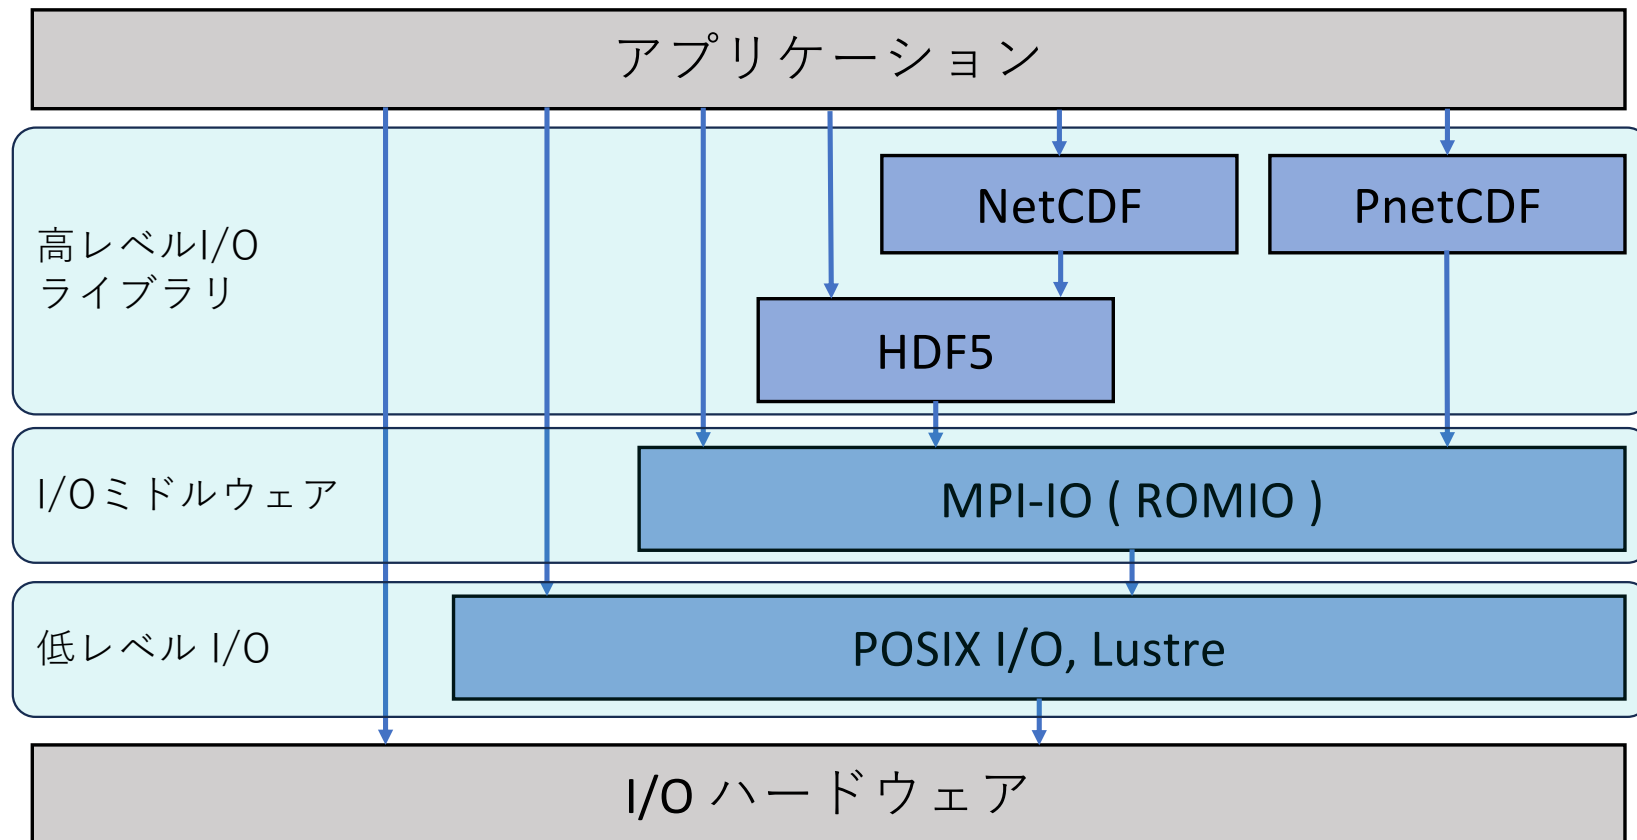 アプリケーション
NetCDF
PnetCDF
高レベルI/O
ライブラリ
HDF5
I/Oミドルウェア
MPI-IO ( ROMIO )
低レベル I/O
POSIX I/O, Lustre
I/O ハードウェア